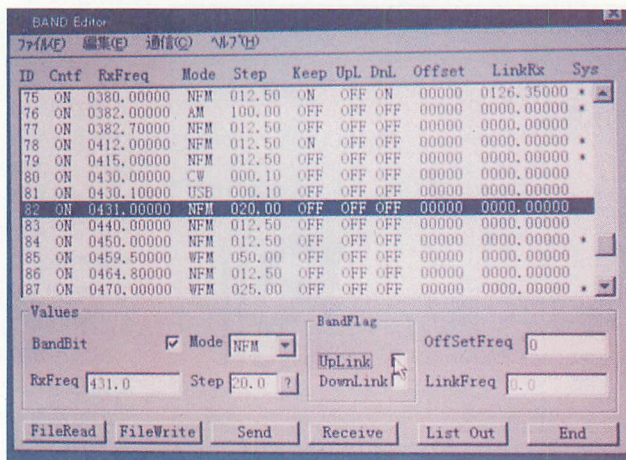 BAND Editor
ファイル(F) 編集(E) 通信(C) ヘルプ(H)
ID Cntf RxFreq Mode Step Keep UpL DnL Offset LinkRx Sys
75 ON 0380.00000 NFM 012.50 ON OFF ON 00000 0126.35000 *
76 ON 0382.00000 AM 100.00 OFF OFF OFF 00000 0000.00000 *
77 ON 0382.70000 NFM 012.50 OFF OFF OFF 00000 0000.00000
78 ON 0412.00000 NFM 012.50 ON OFF OFF 00000 0000.00000 *
79 ON 0415.00000 NFM 012.50 OFF OFF OFF 00000 0000.00000 *
80 ON 0430.00000 CW 000.10 OFF OFF OFF 00000 0000.00000
81 ON 0430.10000 USB 000.10 OFF OFF OFF 00000 0000.00000
82 ON 0431.00000 NFM 020.00 OFF OFF OFF 00000 0000.00000
83 ON 0440.00000 NFM 012.50 OFF OFF OFF 00000 0000.00000
84 ON 0450.00000 NFM 012.50 OFF OFF OFF 00000 0000.00000 *
85 ON 0459.50000 WFM 050.00 OFF OFF OFF 00000 0000.00000
86 ON 0464.80000 NFM 012.50 OFF OFF OFF 00000 0000.00000
87 ON 0470.00000 WFM 025.00 OFF OFF OFF 00000 0000.00000 *
Values
BandBit Mode NFM
BandFlag
UpLink
DownLink
OffSetFreq 0
RxFreq 431.0 Step 20.0 ?
LinkFreq 0.0
FileRead FileWrite Send Receive List Out End